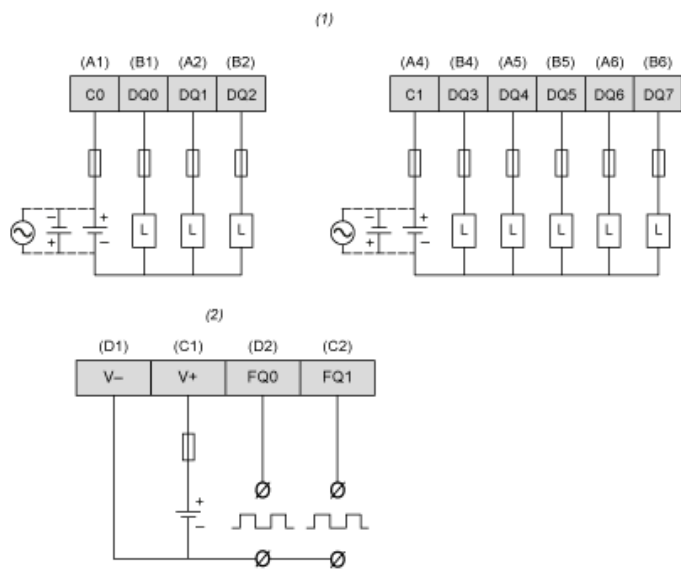 (1)
(A1) (B1) (A2) (B2)
C0 DQ0 DQ1 DQ2
− + + −
L L L
(A4) (B4) (A5) (B5) (A6) (B6)
C1 DQ3 DQ4 DQ5 DQ6 DQ7
− + + −
L L L L L
(2)
(D1) (C1) (D2) (C2)
V− V+ FQ0 FQ1
+
−